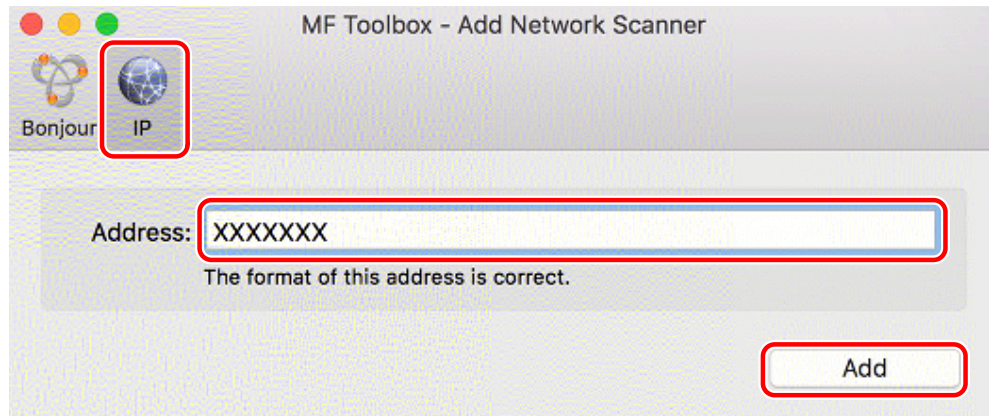 MF Toolbox - Add Network Scanner
Bonjour IP
Address: XXXXXXX
The format of this address is correct.
Add